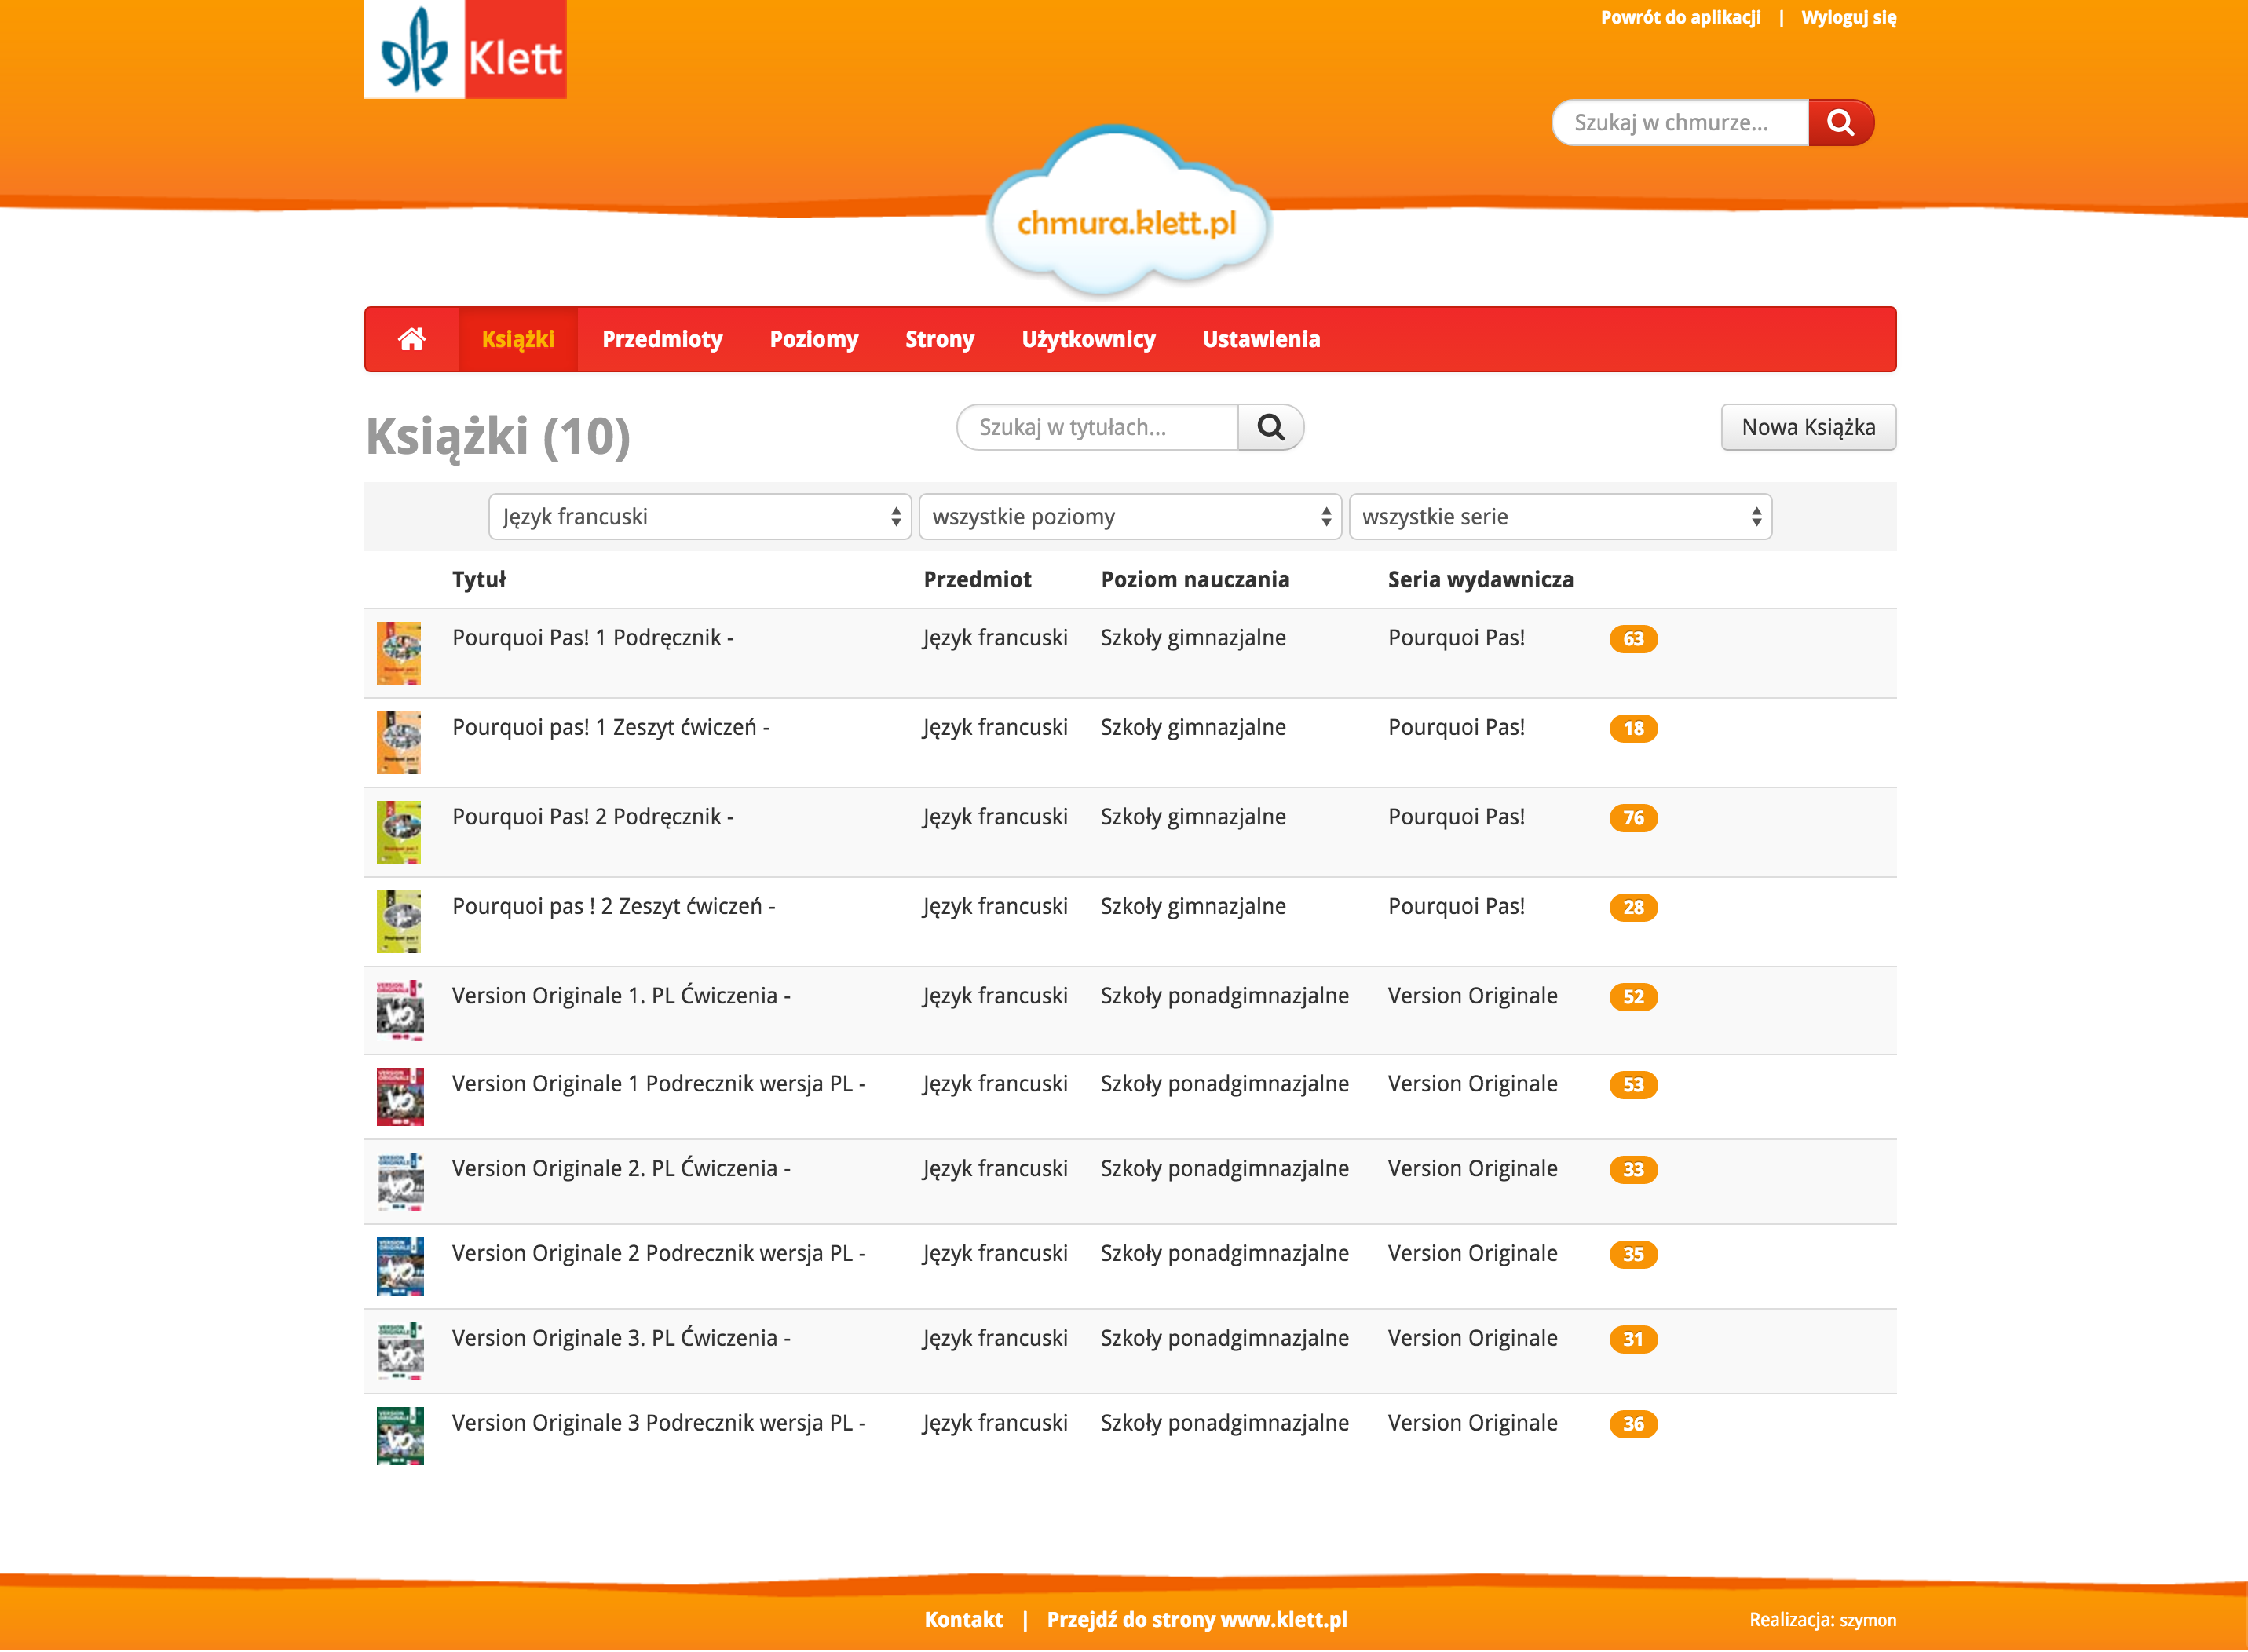 Klett
Powrót do aplikacji | Wyloguj się
Szukaj w chmurze...
chmura.klett.pl
Książki Przedmioty Poziomy Strony Użytkownicy Ustawienia
Książki (10) Szukaj w tytułach... Nowa Książka
Język francuski wszystkie poziomy wszystkie serie
Tytuł Przedmiot Poziom nauczania Seria wydawnicza
Pourquoi Pas! 1 Podręcznik - Język francuski Szkoły gimnazjalne Pourquoi Pas! 63
Pourquoi pas! 1 Zeszyt ćwiczeń - Język francuski Szkoły gimnazjalne Pourquoi Pas! 18
Pourquoi Pas! 2 Podręcznik - Język francuski Szkoły gimnazjalne Pourquoi Pas! 76
Pourquoi pas ! 2 Zeszyt ćwiczeń - Język francuski Szkoły gimnazjalne Pourquoi Pas! 28
Version Originale 1. PL Ćwiczenia - Język francuski Szkoły ponadgimnazjalne Version Originale 52
Version Originale 1 Podrecznik wersja PL - Język francuski Szkoły ponadgimnazjalne Version Originale 53
Version Originale 2. PL Ćwiczenia - Język francuski Szkoły ponadgimnazjalne Version Originale 33
Version Originale 2 Podrecznik wersja PL - Język francuski Szkoły ponadgimnazjalne Version Originale 35
Version Originale 3. PL Ćwiczenia - Język francuski Szkoły ponadgimnazjalne Version Originale 31
Version Originale 3 Podrecznik wersja PL - Język francuski Szkoły ponadgimnazjalne Version Originale 36
Kontakt | Przejdź do strony www.klett.pl Realizacja: szymon